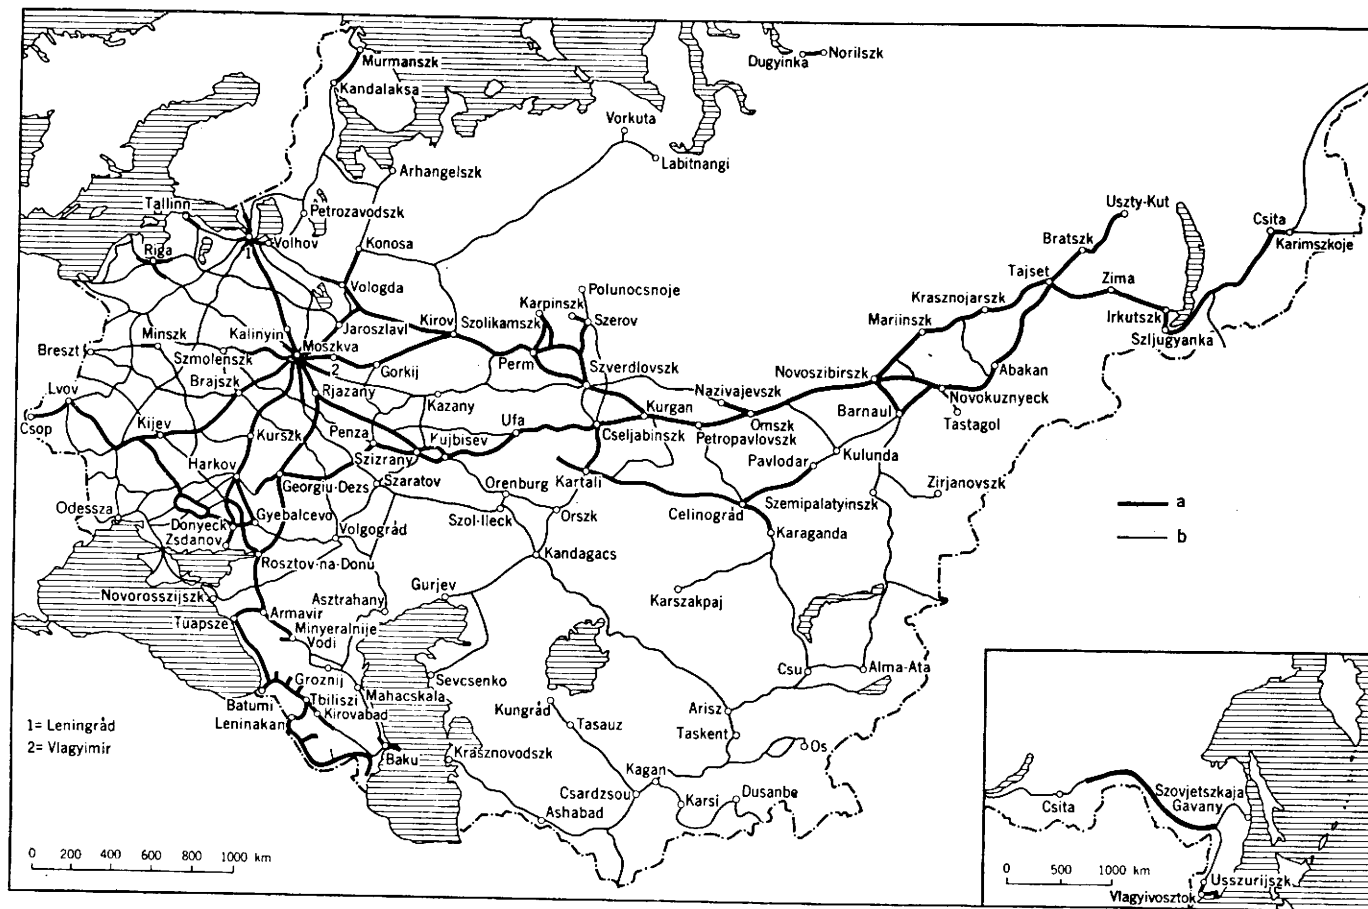 Murmanszk
Kandalaksa
Dugyinka
Norilszk
Vorkuta
Labitnangi
Arhangelszk
Tallinn
Petrozavodszk
Volhov
1
Riga
Konosa
Vologda
Uszty-Kut
Bratszk
Csita
Karimszkoje
Tajset
Zima
Krasznojarszk
Irkutszk
Mariinszk
Szljugyanka
Polunocsnoje
Karpinszk
Szerov
Kalinyin
Jaroszlavl
Kirov
Szolikamszk
Minszk
Breszt
Szmolenszk
Moszkva
2
Gorkij
Perm
Szverdlovszk
Novoszibirszk
Abakan
Brajszk
Rjazany
Kazany
Nazivajevszk
Novokuznyeck
Lvov
Csop
Kijev
Kurszk
Penza
Kujbisev
Ufa
Kurgan
Cseljabinszk
Petropavlovszk
Omszk
Barnaul
Tastagol
Szizrany
Pavlodar
Kulunda
Harkov
Georgiu-Dezs
Szaratov
Orenburg
Kartali
Szemipalatyinszk
Zirjanovszk
Odessza
Donyeck
Gyebalcevo
Zsdanov
Volgográd
Szol-Ileck
Orszk
Celinográd
Karaganda
Rosztov-na-Donu
Kandagacs
Novorosszijszk
Gurjev
Karszakpaj
Asztrahany
Tuapsze
Armavir
Minyeralnije
Vodi
Csu
Alma-Ata
Groznij
Sevcsenko
Mahacskala
Batumi
Tbiliszi
Kirovabad
Leninakan
Kungrád
Tasauz
Arisz
Taskent
Os
Baku
Krasznovodszk
Kagan
Csardzsou
Karsi
Dusanbe
Ashabad
a
b
1= Leningrád
2= Vlagyimir
0 200 400 600 800 1000 km
Csita
Szovjetszkaja
Gavany
0 500 1000 km
Usszurijszk
Vlagyivosztok